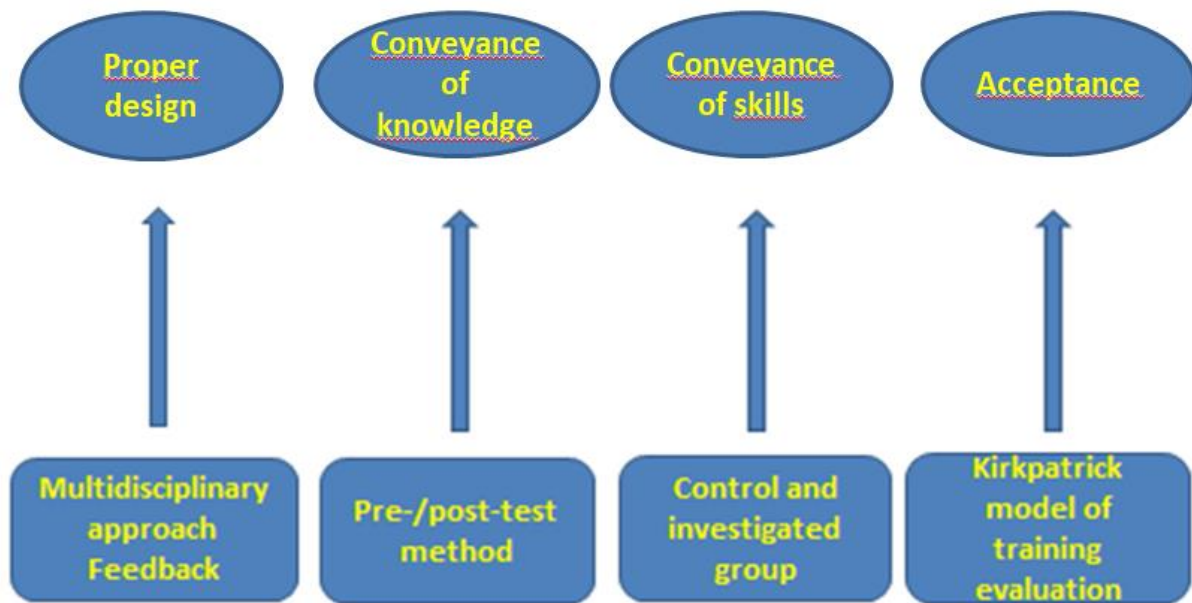 Proper
design
Conveyance
of
knowledge
Conveyance
of skills
Acceptance
Multidisciplinary
approach
Feedback
Pre-/post-test
method
Control and
investigated
group
Kirkpatrick
model of
training
evaluation